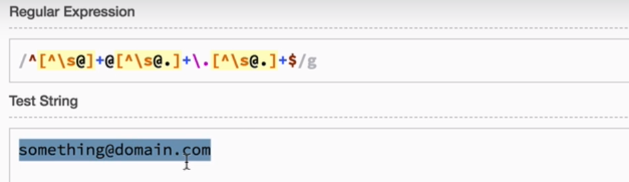 Regular Expression
/^[^\s@]+@[^\s@.]+\.[^\s@.]+$/g
Test String
something@domain.com